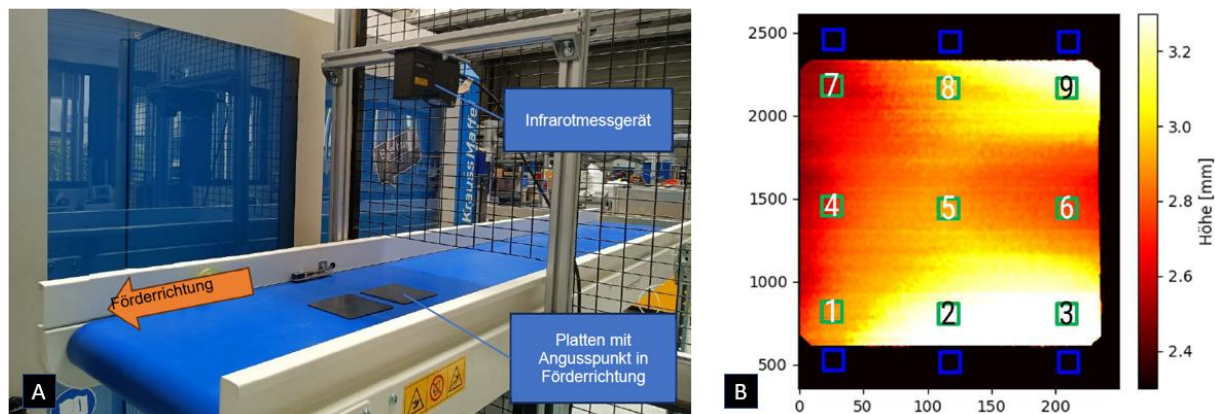 Infrarotmessgerät
KraussMaffei
Förderrichtung
Platten mit
Angusspunkt in
Förderrichtung
A
B
2500
2000
1500
1000
500
0
50
100
150
200
7
8
9
4
5
6
1
2
3
3.2
3.0
2.8
2.6
2.4
Höhe [mm]